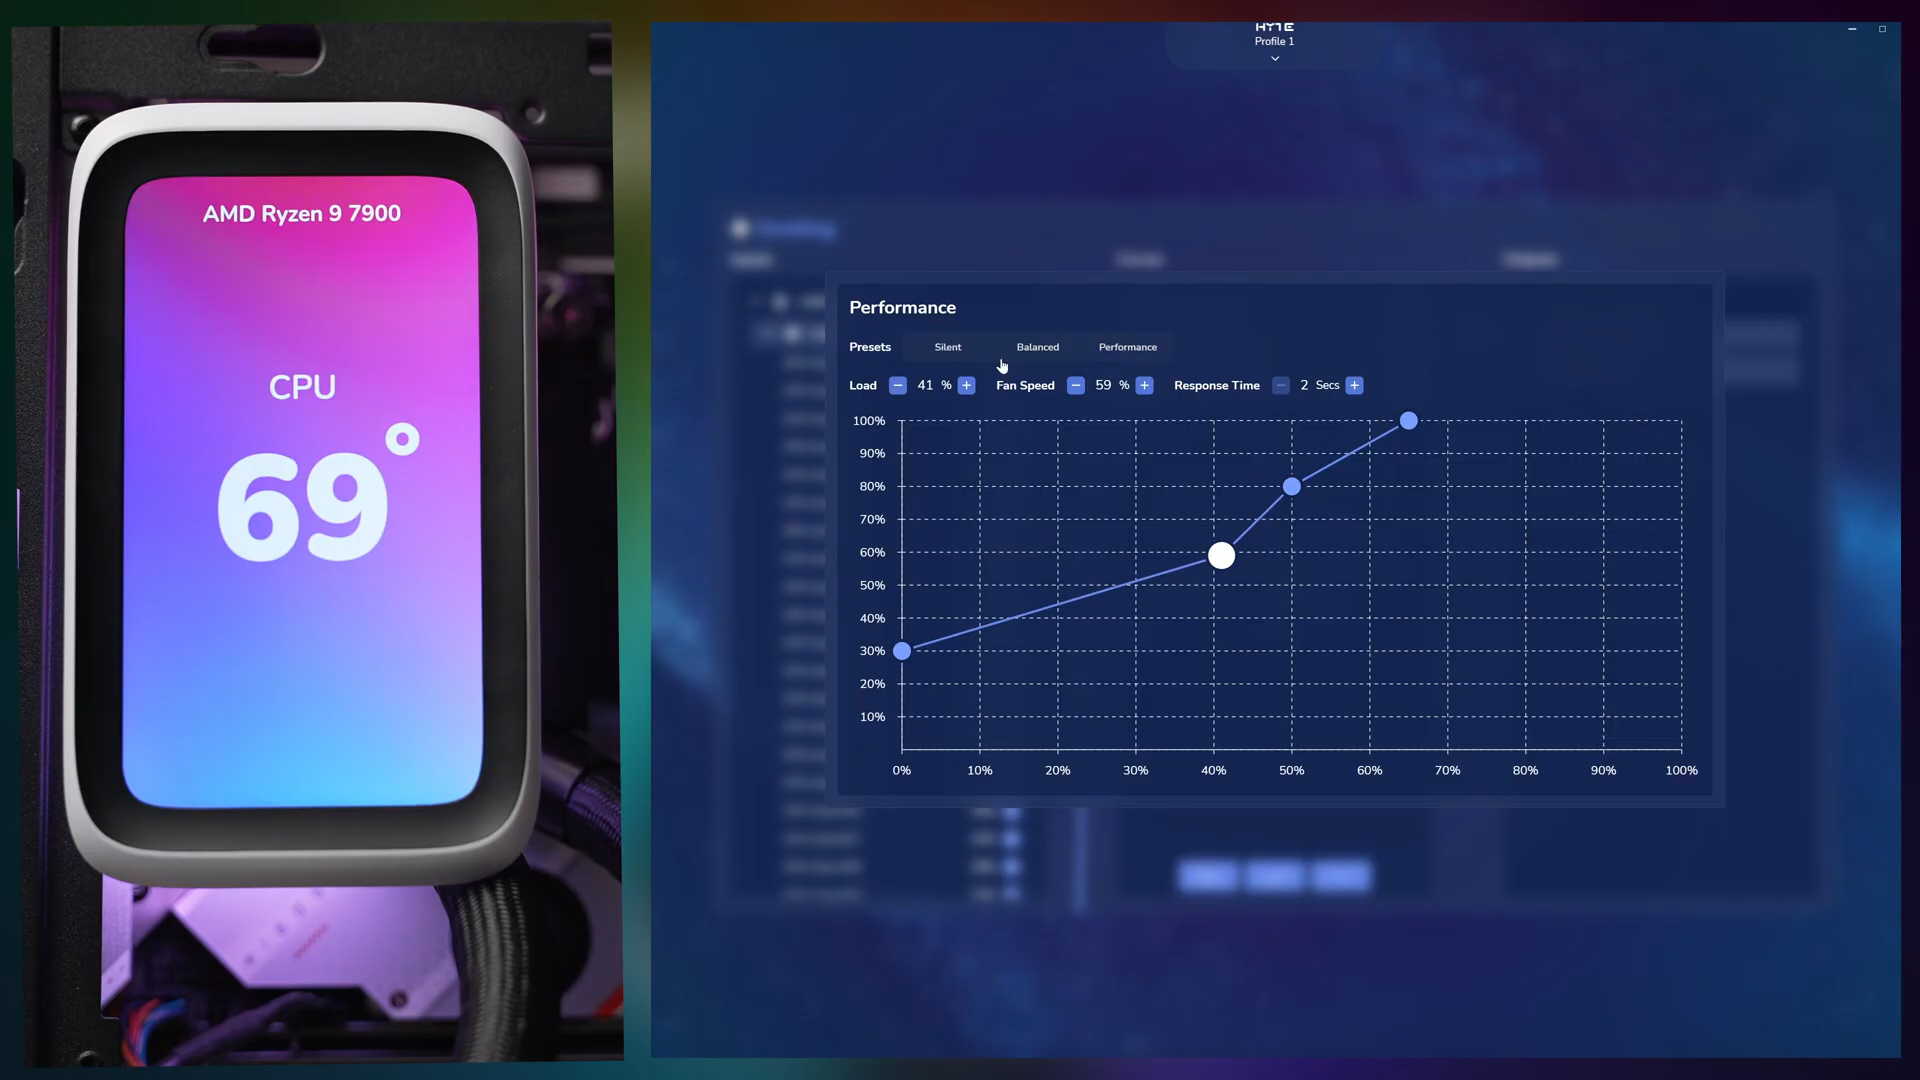 AMD Ryzen 9 7900
CPU
69°
HYTE
Profile 1
Performance
Presets Silent Balanced Performance
Load − 41 % + Fan Speed − 59 % + Response Time − 2 Secs +
100%
90%
80%
70%
60%
50%
40%
30%
20%
10%
0% 10% 20% 30% 40% 50% 60% 70% 80% 90% 100%